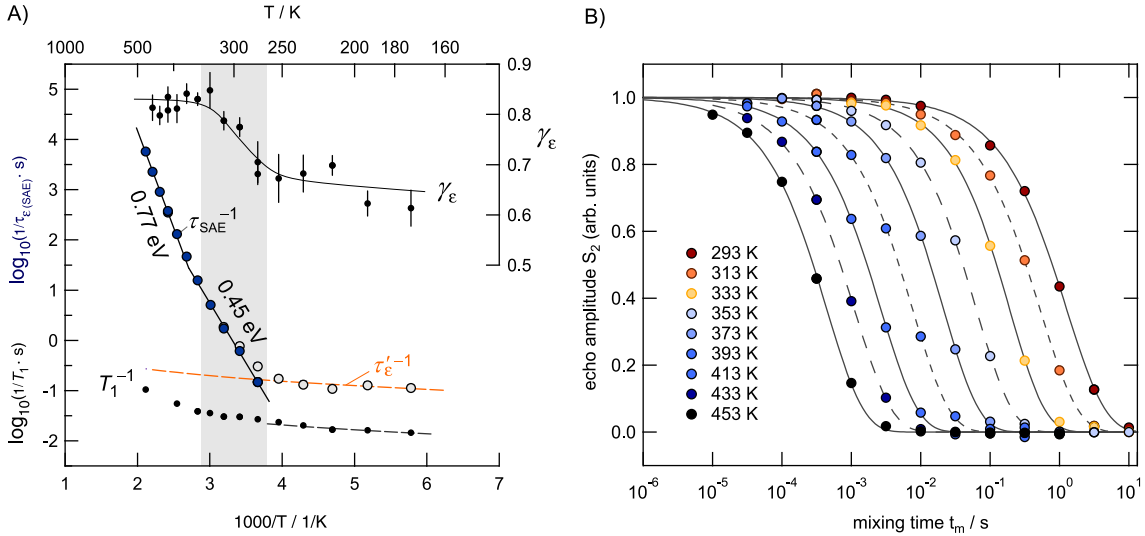 A)
T / K
1000 500 300 250 200 160
5 4 3 2 1 0 -1 -2
log₁₀(1/τε (SAE) · s)
log₁₀(1/T₁ · s)
0.9 0.8 0.7 0.6 0.5
γε
γε
τSAE⁻¹
0.77 eV
0.45 eV
τ′ε⁻¹
T₁⁻¹
1 2 3 4 5 6 7
1000/T / 1/K
B)
echo amplitude S₂ (arb. units)
1.0
0.8
0.6
0.4
0.2
0.0
293 K
313 K
333 K
353 K
373 K
393 K
413 K
433 K
453 K
10⁻⁶ 10⁻⁵ 10⁻⁴ 10⁻³ 10⁻² 10⁻¹ 10⁰ 10¹
mixing time tₘ / s